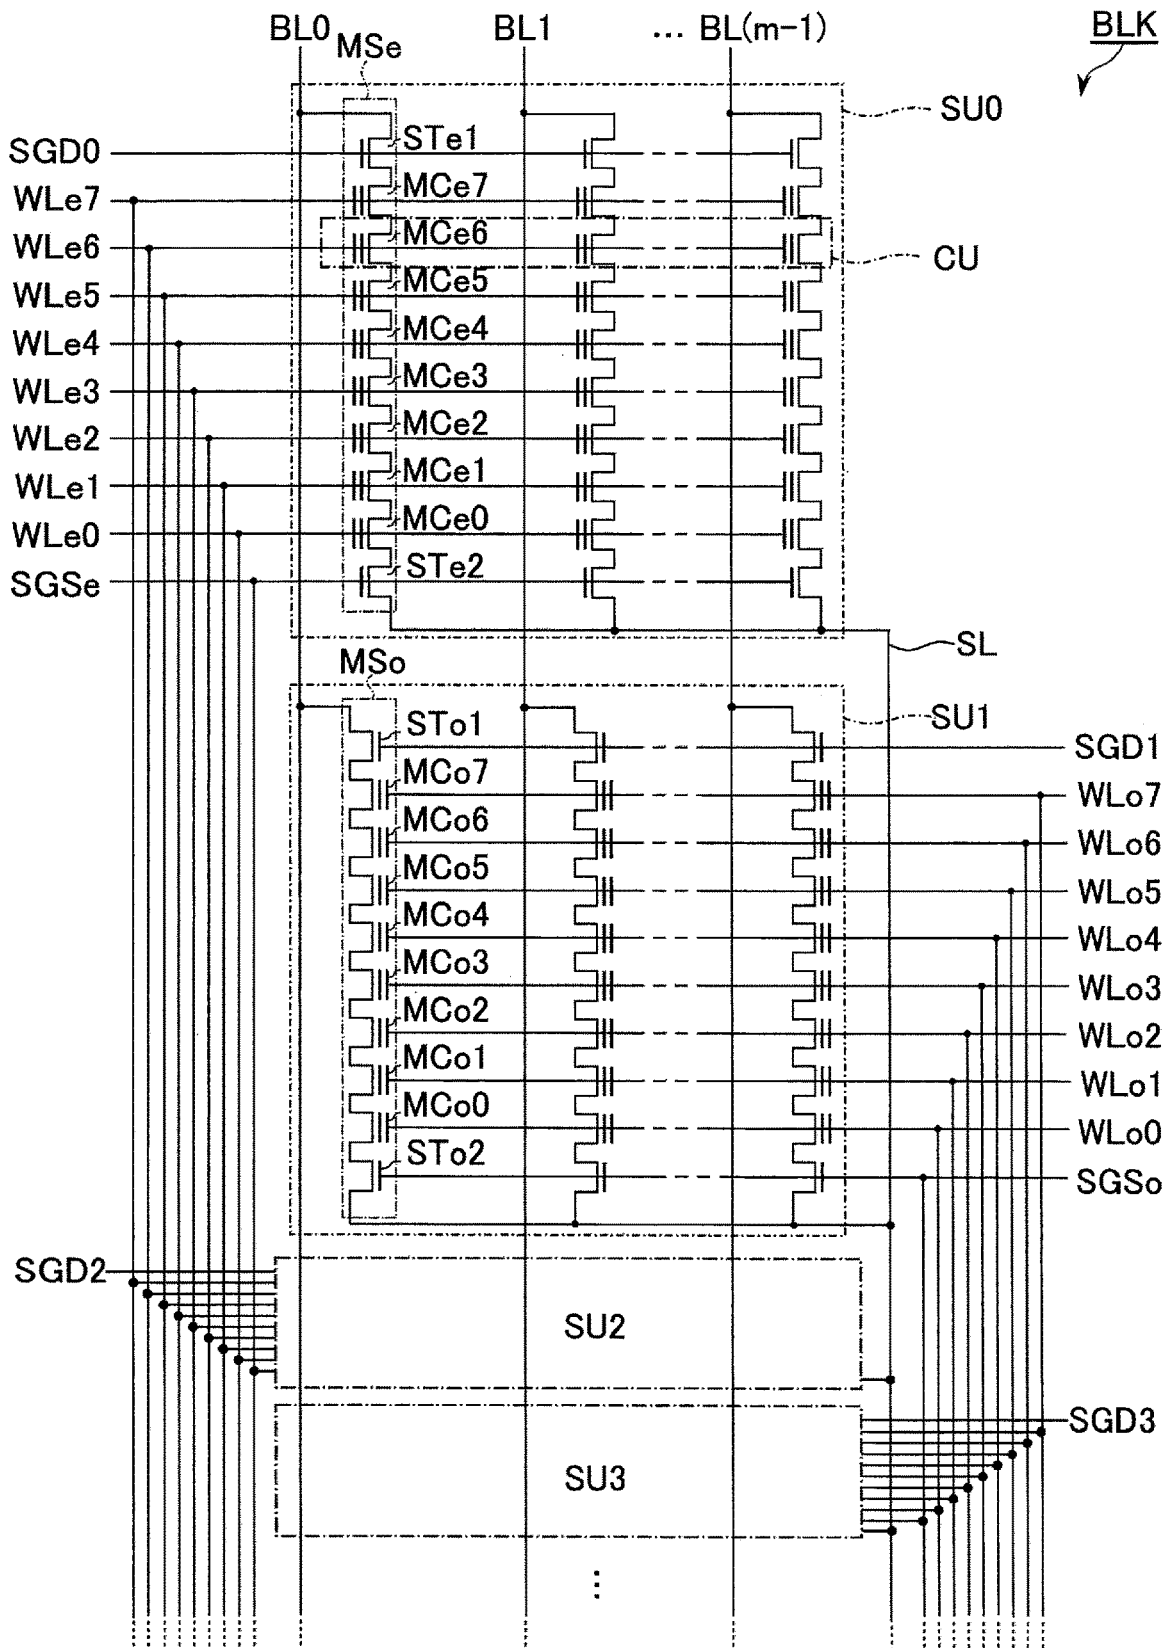 BL0 BL1 ... BL(m-1) BLK
MSe
SU0
SGD0 STe1
WLe7 MCe7
WLe6 MCe6 CU
WLe5 MCe5
WLe4 MCe4
WLe3 MCe3
WLe2 MCe2
WLe1 MCe1
WLe0 MCe0
SGSe STe2
SL
MSo
SU1
STo1 SGD1
MCo7 WLo7
MCo6 WLo6
MCo5 WLo5
MCo4 WLo4
MCo3 WLo3
MCo2 WLo2
MCo1 WLo1
MCo0 WLo0
STo2 SGSo
SGD2
SU2
SGD3
SU3
⋮